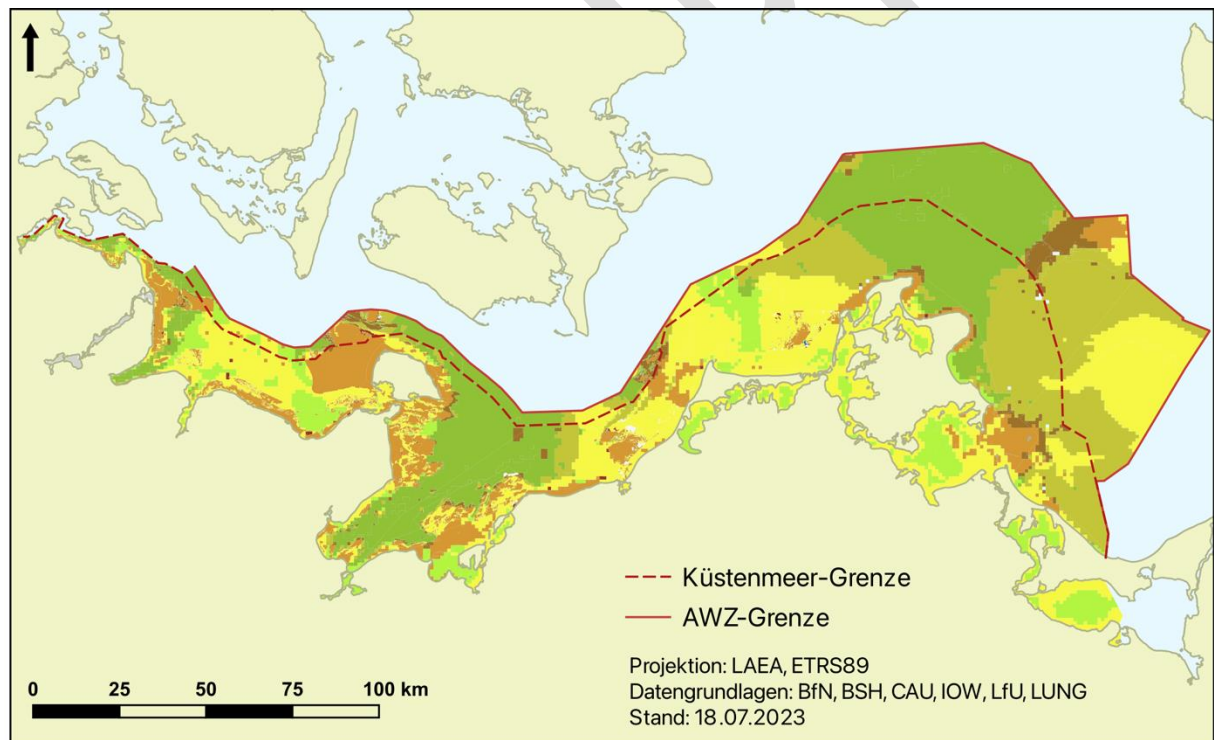 Küstenmeer-Grenze
AWZ-Grenze
Projektion: LAEA, ETRS89
Datengrundlagen: BfN, BSH, CAU, IOW, LfU, LUNG
Stand: 18.07.2023
0 25 50 75 100 km